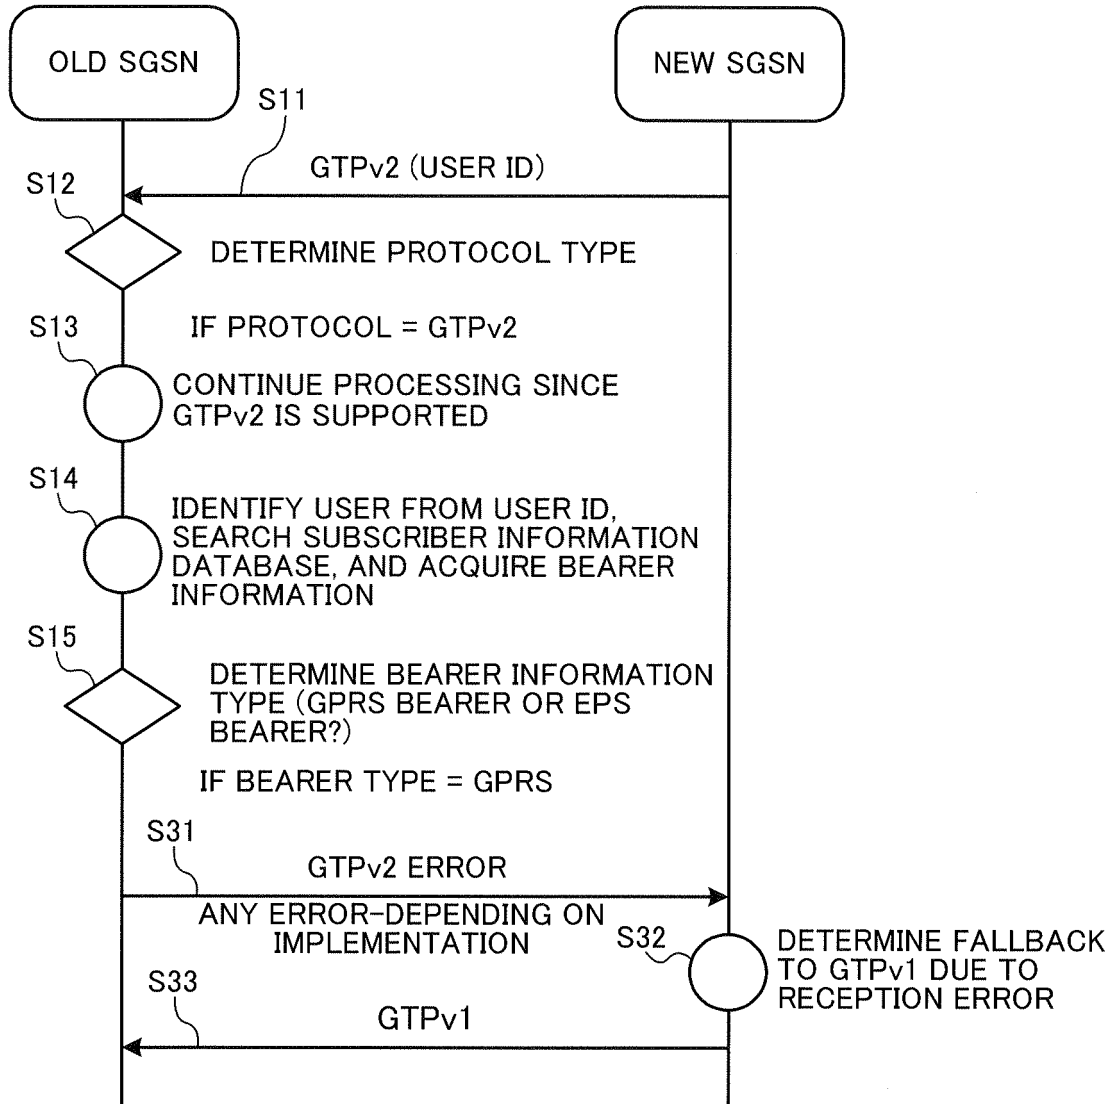 OLD SGSN
NEW SGSN
S11
GTPv2 (USER ID)
S12
DETERMINE PROTOCOL TYPE
IF PROTOCOL = GTPv2
S13
CONTINUE PROCESSING SINCE
GTPv2 IS SUPPORTED
S14
IDENTIFY USER FROM USER ID,
SEARCH SUBSCRIBER INFORMATION
DATABASE, AND ACQUIRE BEARER
INFORMATION
S15
DETERMINE BEARER INFORMATION
TYPE (GPRS BEARER OR EPS
BEARER?)
IF BEARER TYPE = GPRS
S31
GTPv2 ERROR
ANY ERROR-DEPENDING ON
IMPLEMENTATION
S32
DETERMINE FALLBACK
TO GTPv1 DUE TO
RECEPTION ERROR
S33
GTPv1